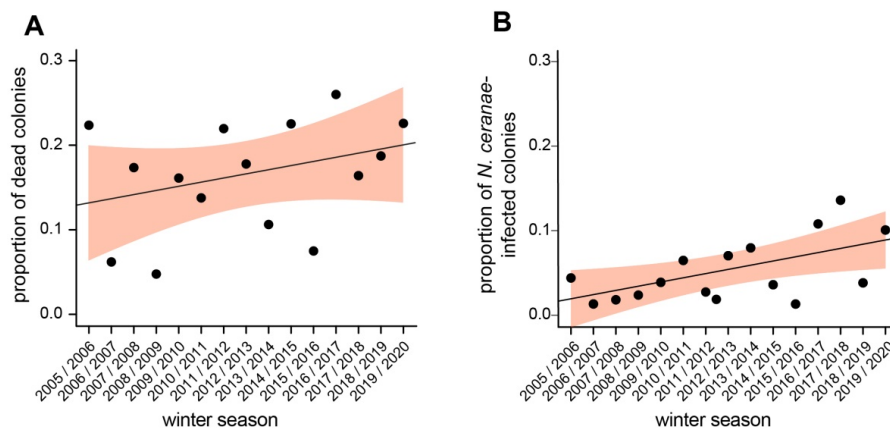 A
proportion of dead colonies
0.3
0.2
0.1
0.0
2005 / 2006
2006 / 2007
2007 / 2008
2008 / 2009
2009 / 2010
2010 / 2011
2011 / 2012
2012 / 2013
2013 / 2014
2014 / 2015
2015 / 2016
2016 / 2017
2017 / 2018
2018 / 2019
2019 / 2020
winter season
B
proportion of N. ceranae-
infected colonies
0.3
0.2
0.1
0.0
2005 / 2006
2006 / 2007
2007 / 2008
2008 / 2009
2009 / 2010
2010 / 2011
2011 / 2012
2012 / 2013
2013 / 2014
2014 / 2015
2015 / 2016
2016 / 2017
2017 / 2018
2018 / 2019
2019 / 2020
winter season